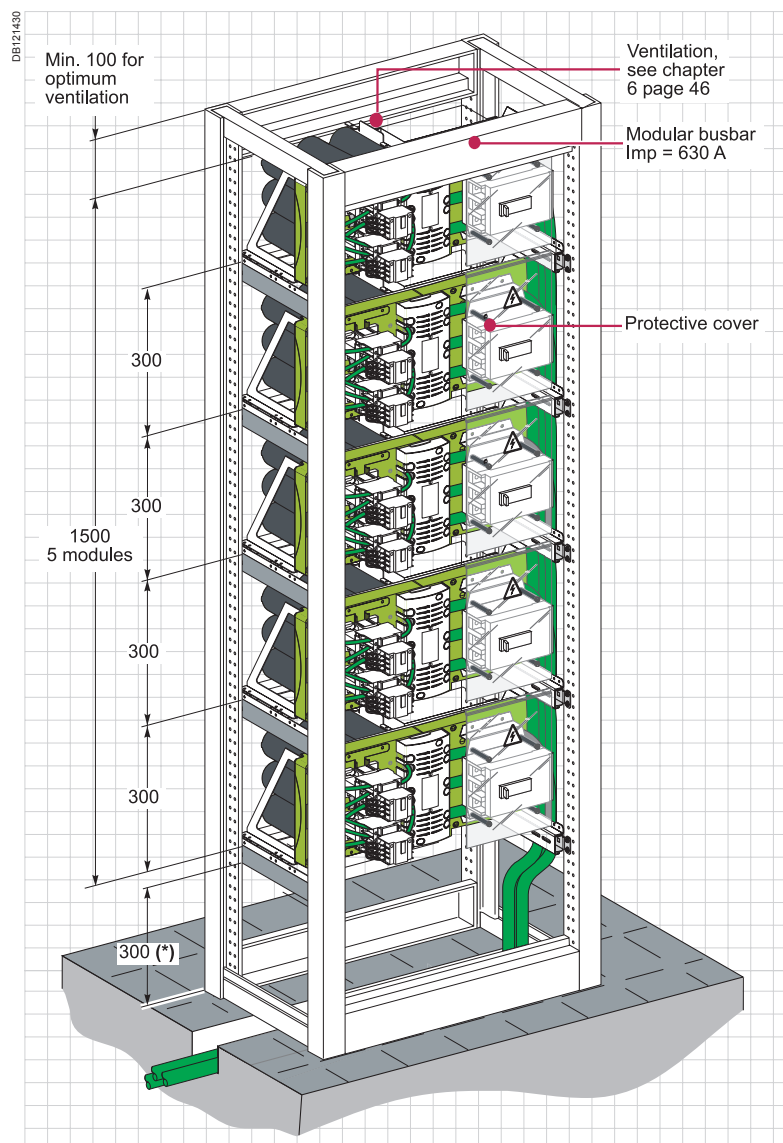 DB121430
Min. 100 for
optimum
ventilation
Ventilation,
see chapter
6 page 46
Modular busbar
Imp = 630 A
Protective cover
300
300
1500
5 modules
300
300
300 (*)